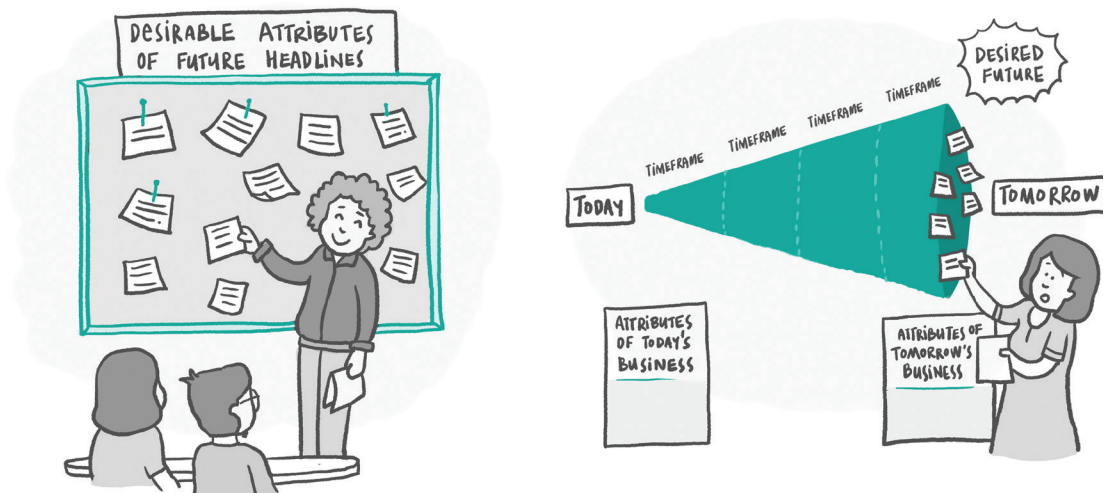 DESIRABLE ATTRIBUTES
OF FUTURE HEADLINES
DESIRED
FUTURE
TIMEFRAME
TIMEFRAME
TIMEFRAME
TIMEFRAME
TODAY
TOMORROW
ATTRIBUTES
OF TODAY'S
BUSINESS
ATTRIBUTES OF
TOMORROW'S
BUSINESS